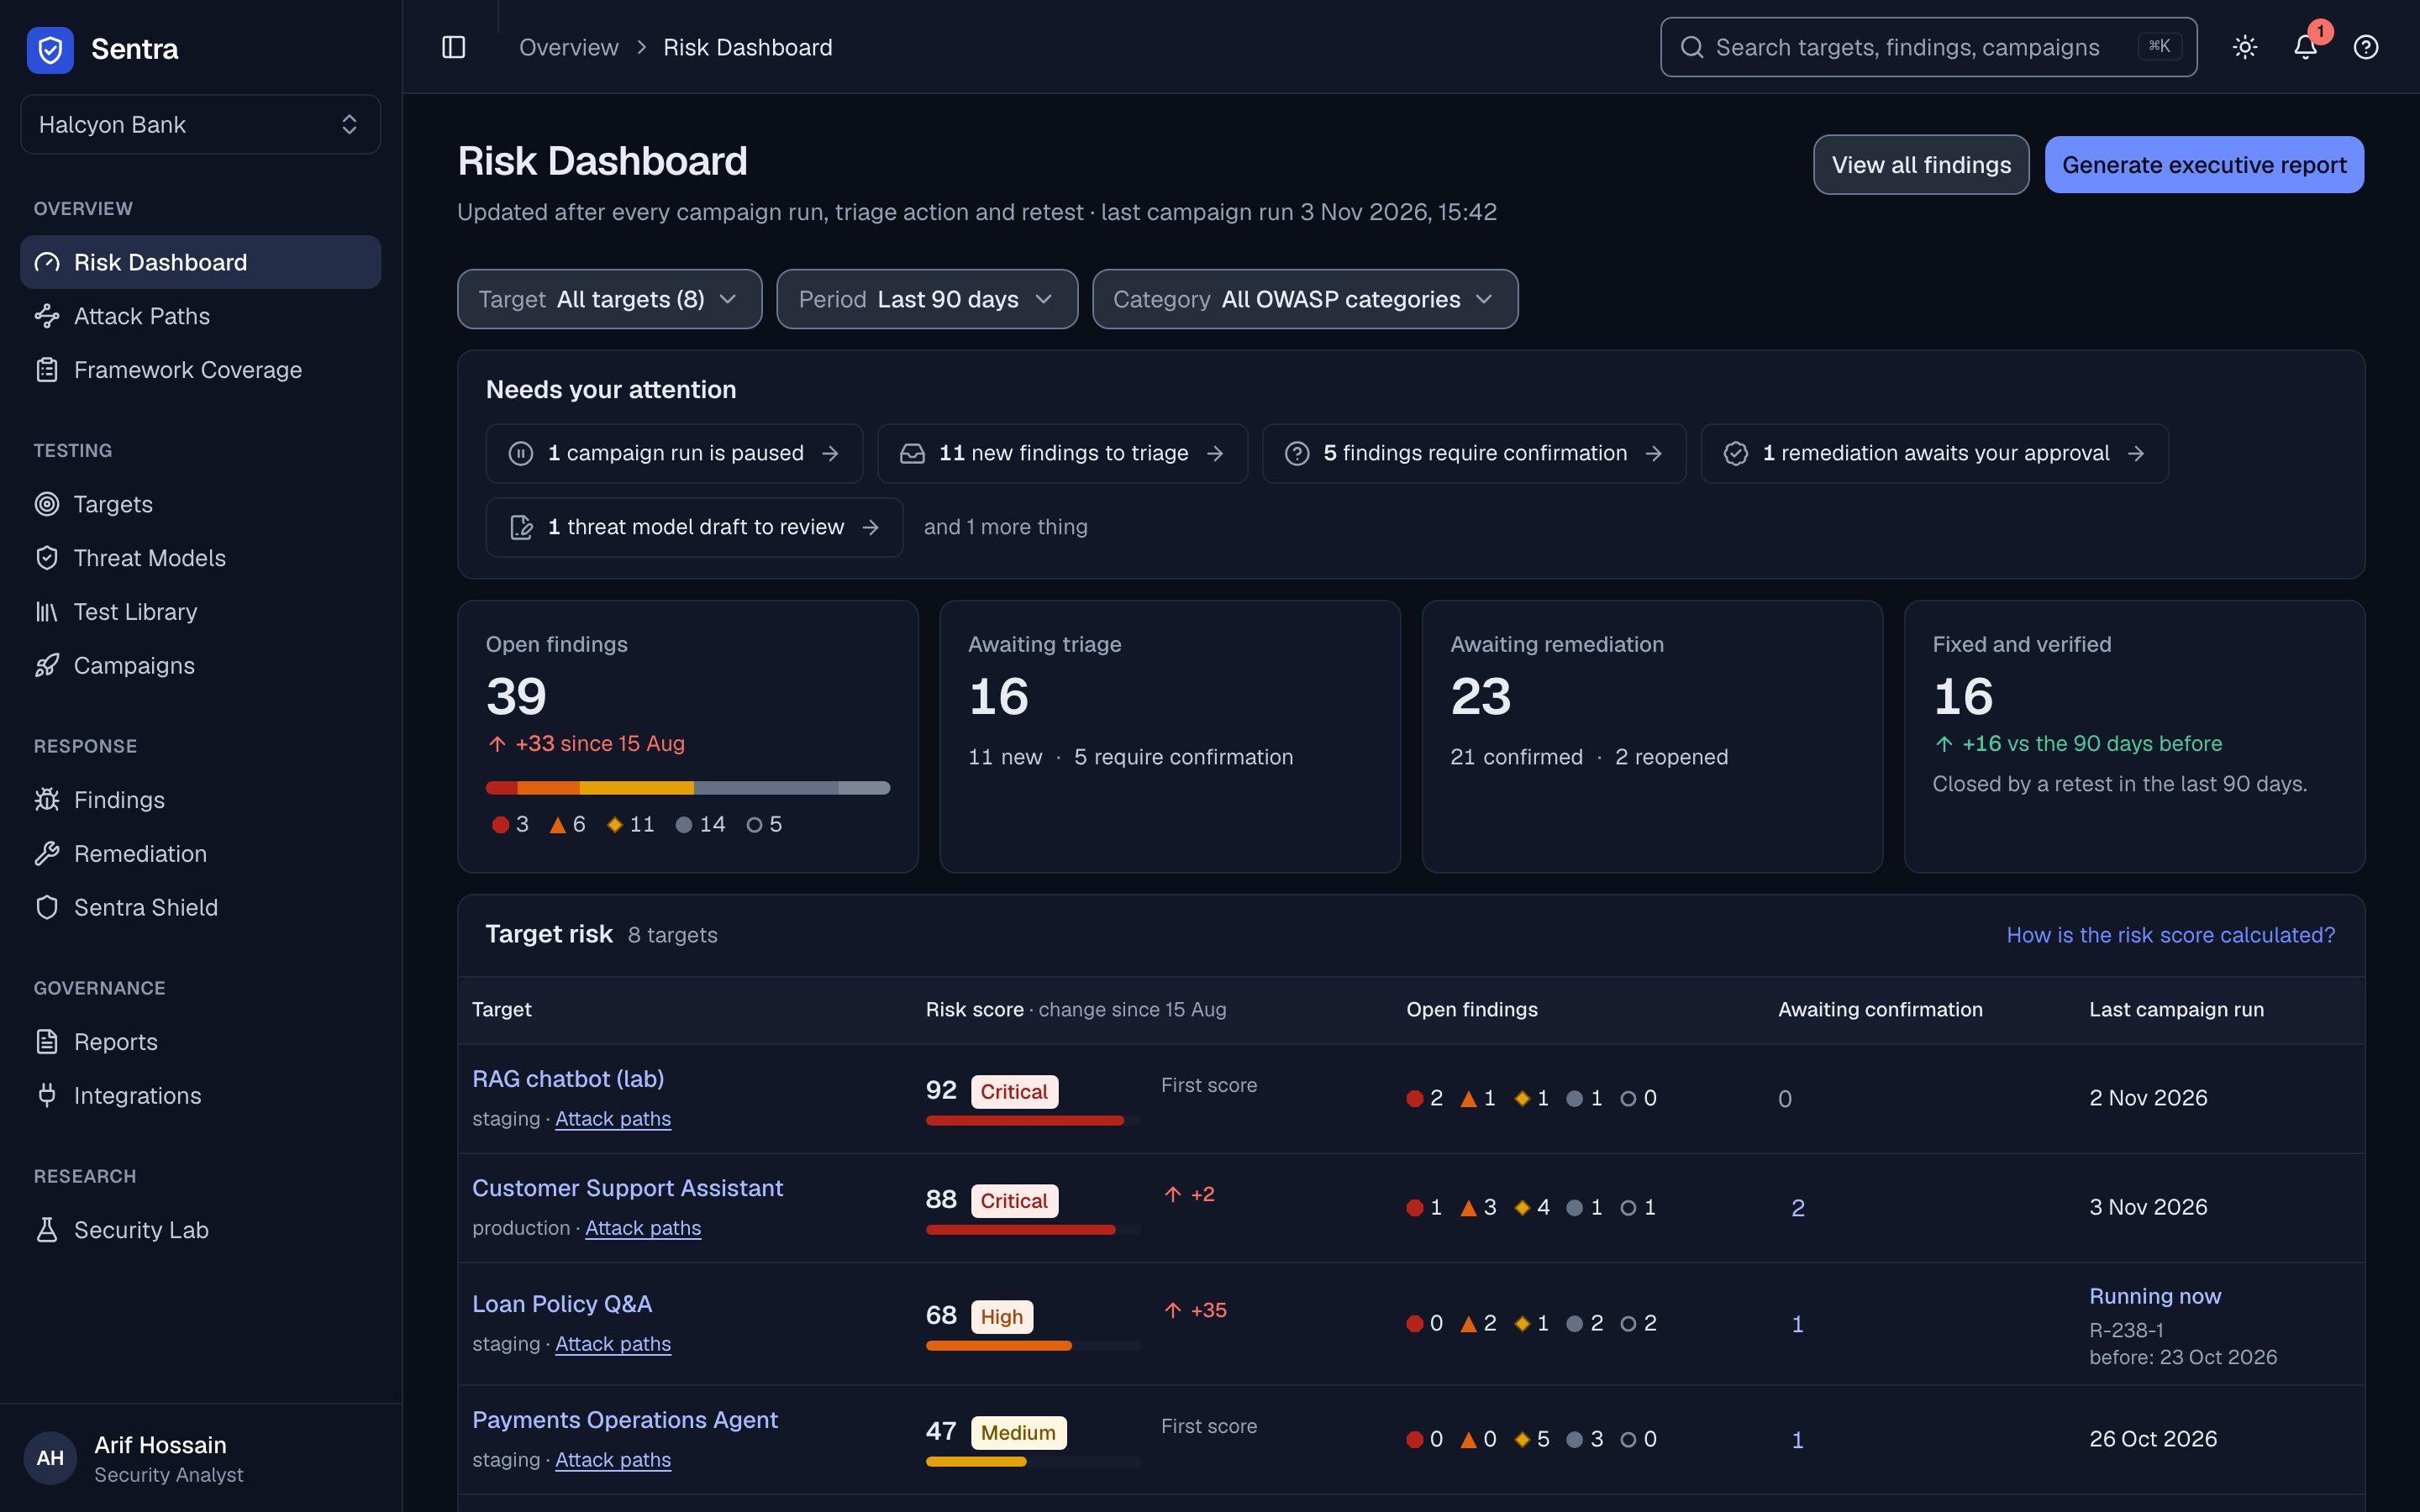 Sentra
Halcyon Bank
OVERVIEW
Risk Dashboard
Attack Paths
Framework Coverage
TESTING
Targets
Threat Models
Test Library
Campaigns
RESPONSE
Findings
Remediation
Sentra Shield
GOVERNANCE
Reports
Integrations
RESEARCH
Security Lab
AH
Arif Hossain
Security Analyst
Overview > Risk Dashboard
Search targets, findings, campaigns ⌘K
1
Risk Dashboard
Updated after every campaign run, triage action and retest · last campaign run 3 Nov 2026, 15:42
View all findings
Generate executive report
Target All targets (8)
Period Last 90 days
Category All OWASP categories
Needs your attention
1 campaign run is paused →
11 new findings to triage →
5 findings require confirmation →
1 remediation awaits your approval →
1 threat model draft to review →
and 1 more thing
Open findings
39
↑ +33 since 15 Aug
3 6 11 14 5
Awaiting triage
16
11 new · 5 require confirmation
Awaiting remediation
23
21 confirmed · 2 reopened
Fixed and verified
16
↑ +16 vs the 90 days before
Closed by a retest in the last 90 days.
Target risk 8 targets
How is the risk score calculated?
Target
Risk score · change since 15 Aug
Open findings
Awaiting confirmation
Last campaign run
RAG chatbot (lab)
staging · Attack paths
92 Critical
First score
2 1 1 1 0
0
2 Nov 2026
Customer Support Assistant
production · Attack paths
88 Critical
↑ +2
1 3 4 1 1
2
3 Nov 2026
Loan Policy Q&A
staging · Attack paths
68 High
↑ +35
0 2 1 2 2
1
Running now
R-238-1
before: 23 Oct 2026
Payments Operations Agent
staging · Attack paths
47 Medium
First score
0 0 5 3 0
1
26 Oct 2026